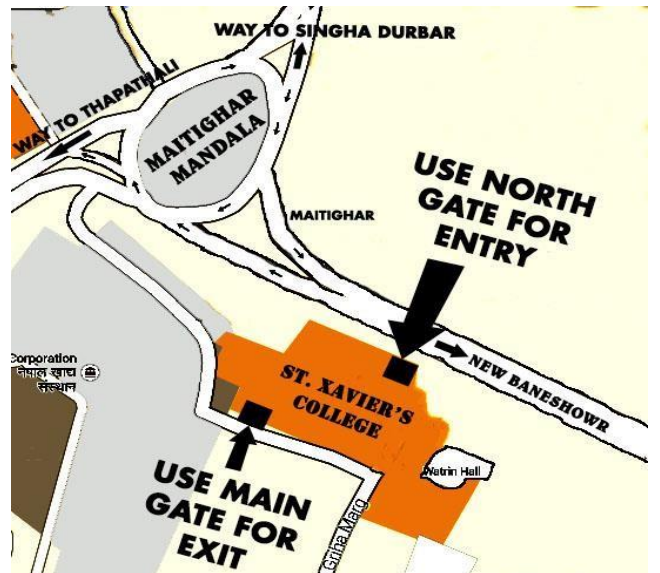 WAY TO SINGHA DURBAR
WAY TO THAPATHALI
MAITIGHAR
MANDALA
USE NORTH
GATE FOR
ENTRY
MAITIGHAR
NEW BANESHOWR
Corporation
नेपाल खाद्य
संस्थान
ST. XAVIER'S
COLLEGE
Watrin Hall
USE MAIN
GATE FOR
EXIT
Griha Marg